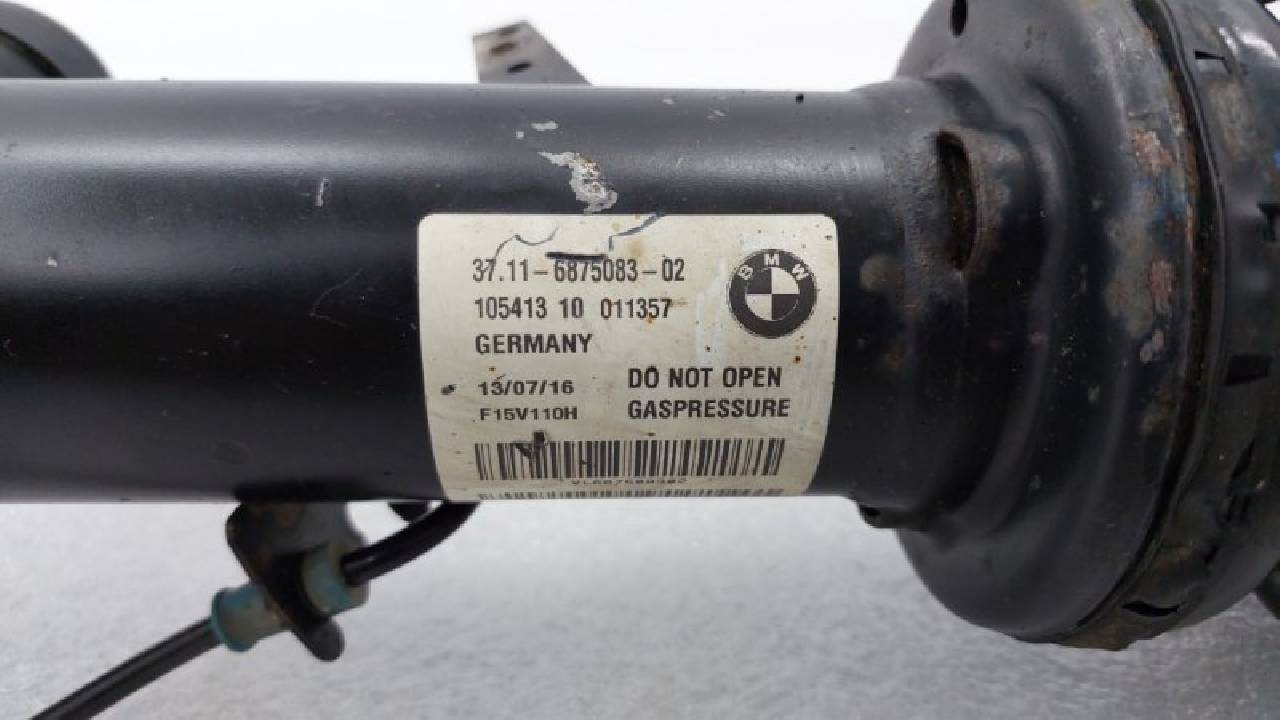 37.11-6875083-02
105413 10 011357
GERMANY
BMW
13/07/16
F15V110H
DO NOT OPEN
GASPRESSURE